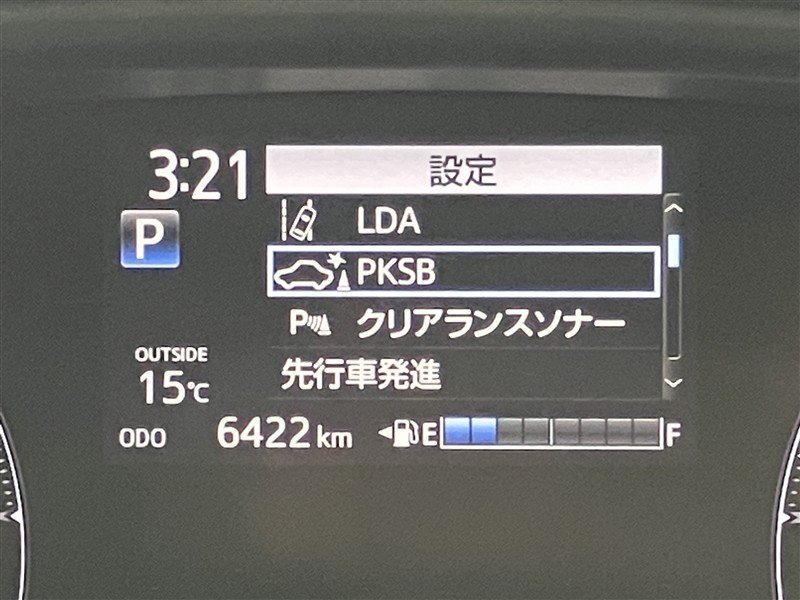 3:21
設定
P
LDA
PKSB
P クリアランスソナー
OUTSIDE
15℃
先行車発進
ODO 6422 km E F